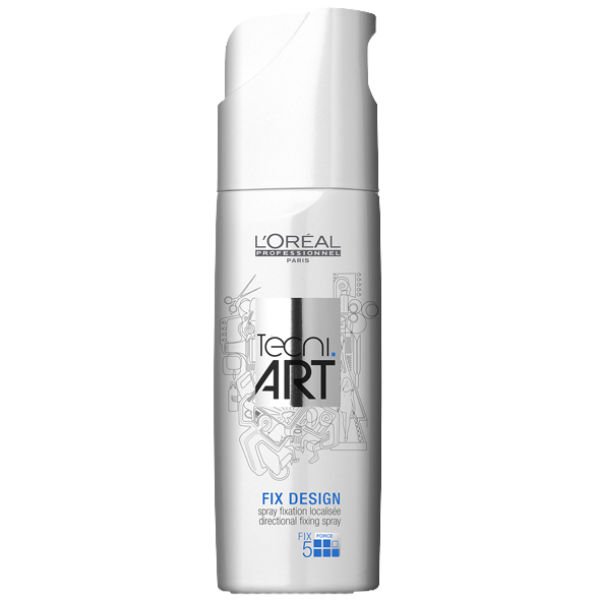 L'ORÉAL
PROFESSIONNEL
PARIS
Tecni.
ART
FIX DESIGN
spray fixation localisée
directional fixing spray
FIX FORCE
5